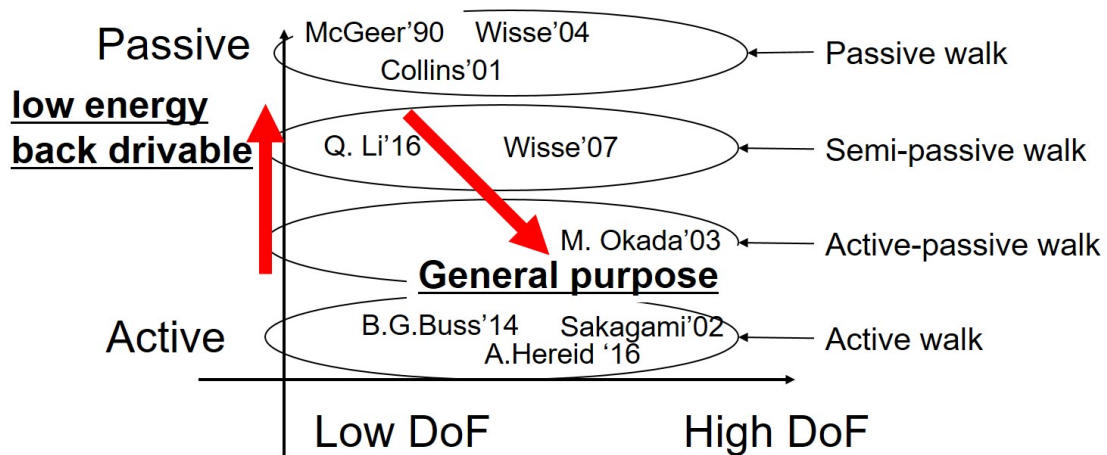 Passive
McGeer’90 Wisse’04
Collins’01
Passive walk
low energy
back drivable
Q. Li’16 Wisse’07
Semi-passive walk
M. Okada’03
Active-passive walk
General purpose
Active
B.G.Buss’14 Sakagami’02
A.Hereid ‘16
Active walk
Low DoF High DoF